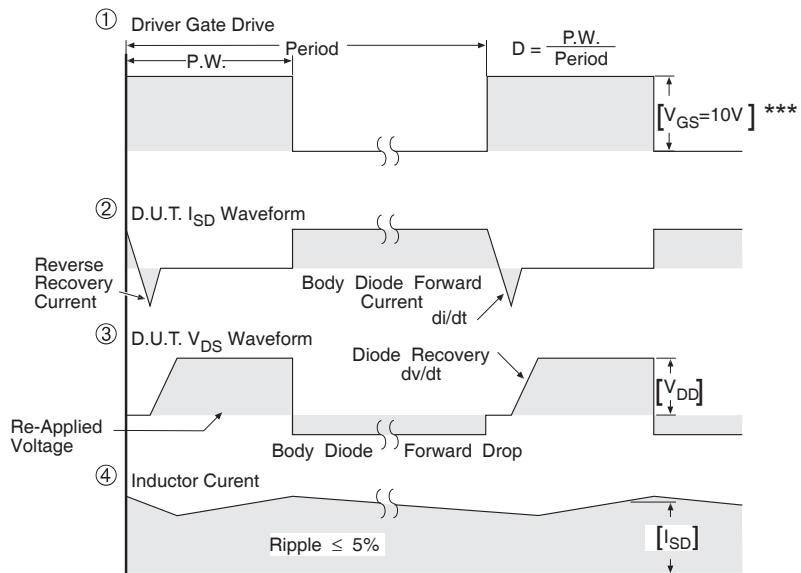 ① Driver Gate Drive
P.W.
Period
D = P.W.
Period
[VGS=10V] ***
② D.U.T. ISD Waveform
Reverse
Recovery
Current
Body Diode Forward
Current
di/dt
③ D.U.T. VDS Waveform
Diode Recovery
dv/dt
[VDD]
Re-Applied
Voltage
Body Diode Forward Drop
④ Inductor Curent
Ripple ≤ 5%
[ISD]